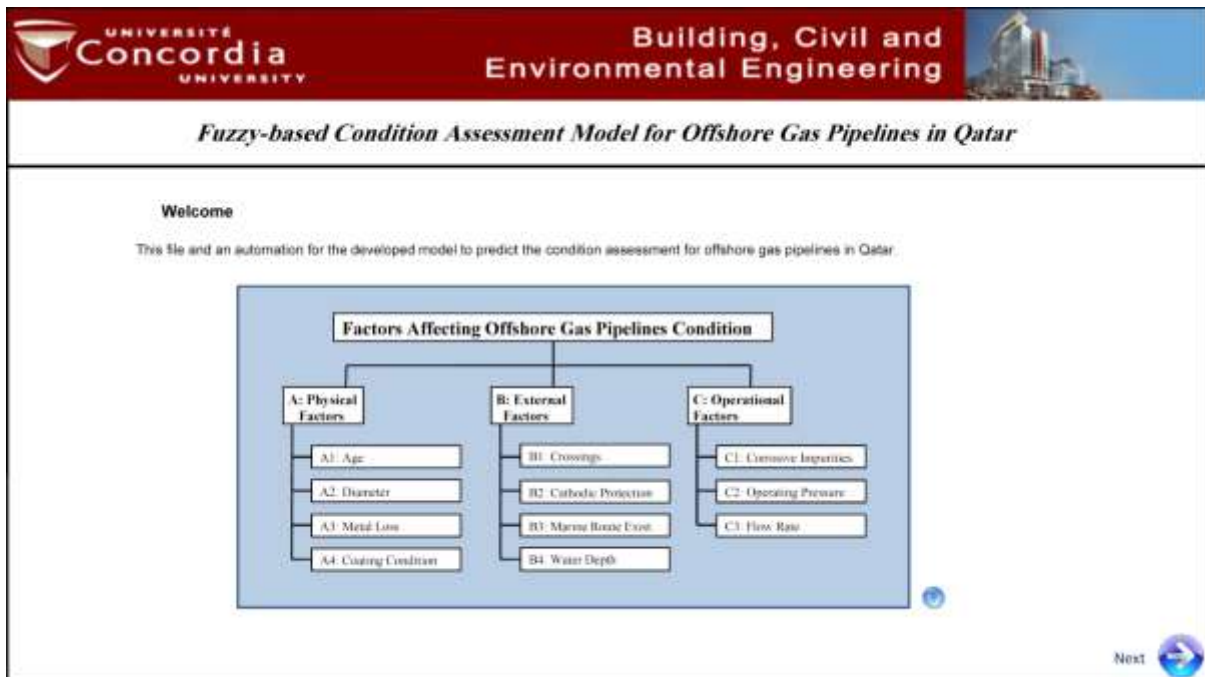 UNIVERSITÉ
Concordia
UNIVERSITY
Building, Civil and
Environmental Engineering
Fuzzy-based Condition Assessment Model for Offshore Gas Pipelines in Qatar
Welcome
This file and an automation for the developed model to predict the condition assessment for offshore gas pipelines in Qatar
Factors Affecting Offshore Gas Pipelines Condition
A: Physical
Factors
A1: Age
A2: Diameter
A3: Metal Loss
A4: Coating Condition
B: External
Factors
B1: Crossings
B2: Cathodic Protection
B3: Marine Route Exist
B4: Water Depth
C: Operational
Factors
C1: Corrosive Impurities
C2: Operating Pressure
C3: Flow Rate
Next